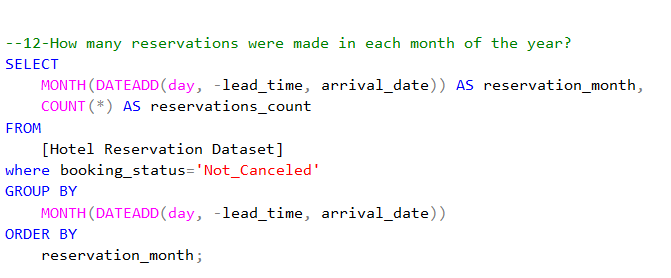 --12-How many reservations were made in each month of the year?
SELECT
    MONTH(DATEADD(day, -lead_time, arrival_date)) AS reservation_month,
    COUNT(*) AS reservations_count
FROM
    [Hotel Reservation Dataset]
where booking_status='Not_Canceled'
GROUP BY
    MONTH(DATEADD(day, -lead_time, arrival_date))
ORDER BY
    reservation_month;